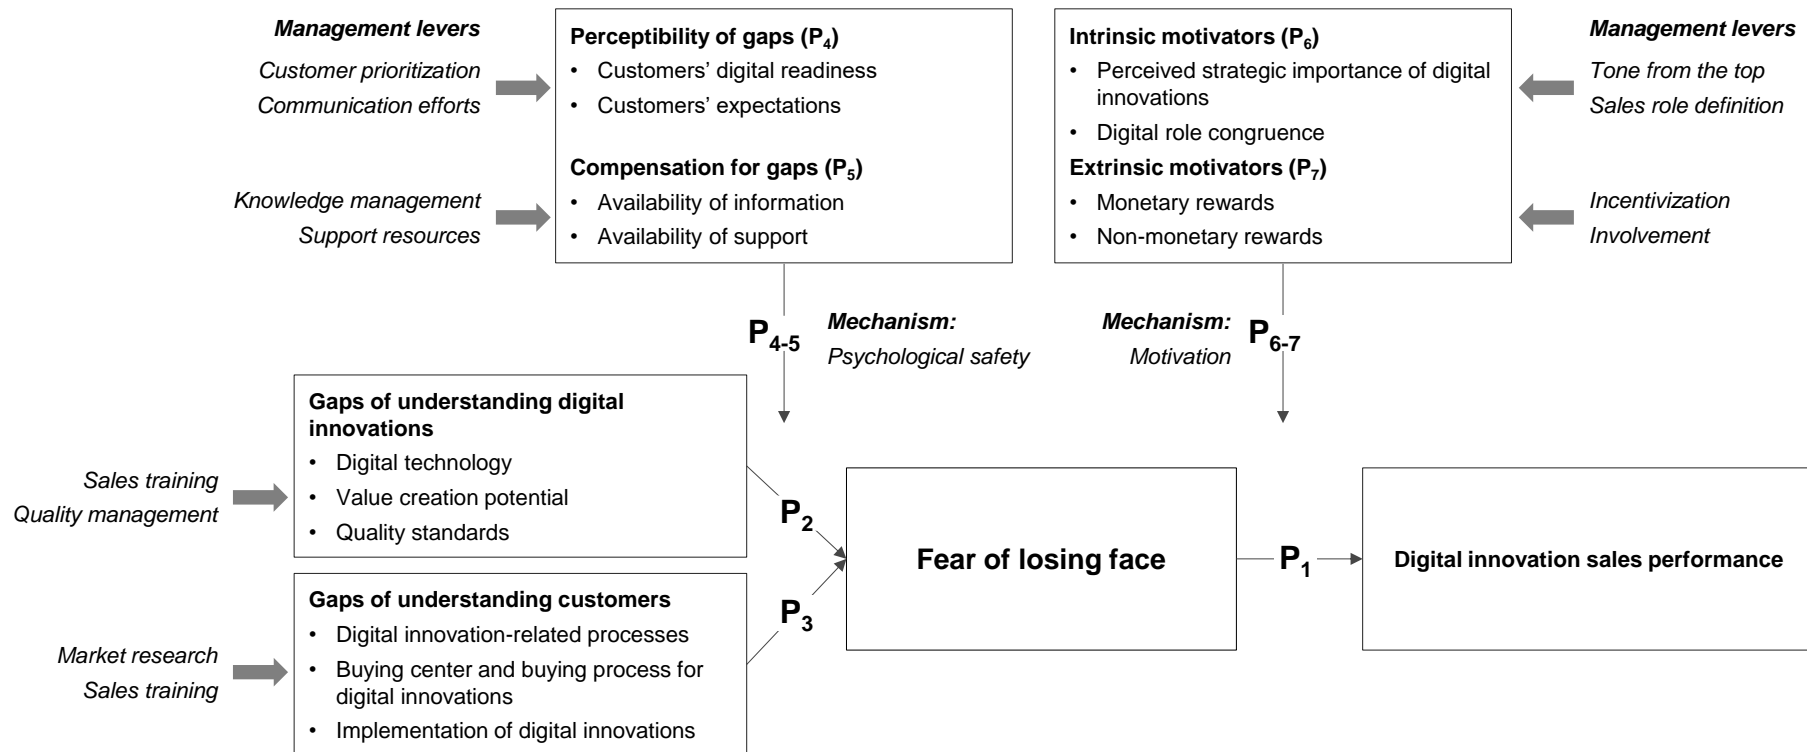 Management levers
Customer prioritization
Communication efforts
Knowledge management
Support resources
Perceptibility of gaps (P4)
• Customers’ digital readiness
• Customers’ expectations
Compensation for gaps (P5)
• Availability of information
• Availability of support
Intrinsic motivators (P6)
• Perceived strategic importance of digital
innovations
• Digital role congruence
Extrinsic motivators (P7)
• Monetary rewards
• Non-monetary rewards
Management levers
Tone from the top
Sales role definition
Incentivization
Involvement
P4-5
Mechanism:
Psychological safety
Mechanism:
Motivation
P6-7
Sales training
Quality management
Gaps of understanding digital
innovations
• Digital technology
• Value creation potential
• Quality standards
P2
Market research
Sales training
Gaps of understanding customers
• Digital innovation-related processes
• Buying center and buying process for
digital innovations
• Implementation of digital innovations
P3
Fear of losing face
P1
Digital innovation sales performance